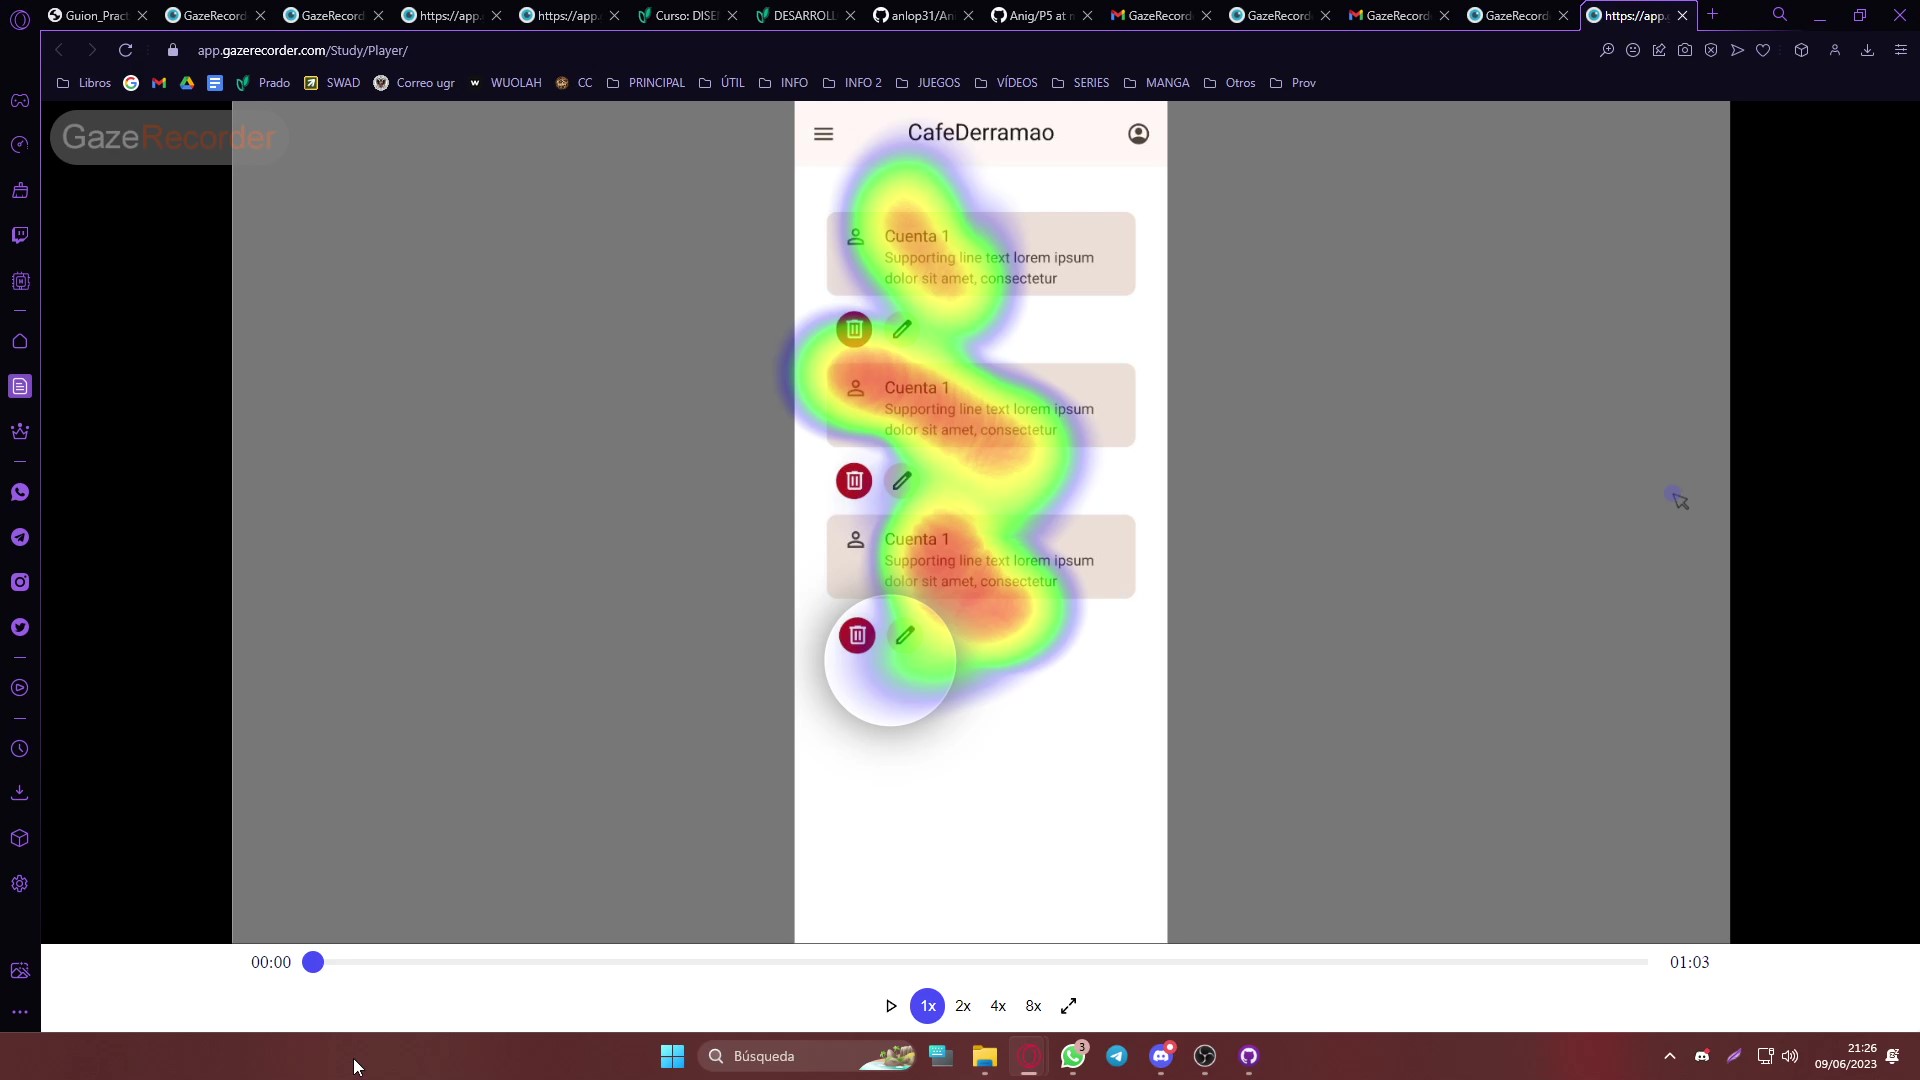 Guion_Pract
GazeRecord
GazeRecord
https://app.
https://app.
Curso: DISE
DESARROLL
anlop31/An
Anig/P5 at m
GazeRecord
GazeRecord
GazeRecord
GazeRecord
https://app.
app.gazerecorder.com/Study/Player/
Libros
Prado
SWAD
Correo ugr
WUOLAH
CC
PRINCIPAL
ÚTIL
INFO
INFO 2
JUEGOS
VÍDEOS
SERIES
MANGA
Otros
Prov
GazeRecorder
CafeDerramao
Cuenta 1
Supporting line text lorem ipsum
dolor sit amet, consectetur
Cuenta 1
Supporting line text lorem ipsum
dolor sit amet, consectetur
Cuenta 1
Supporting line text lorem ipsum
dolor sit amet, consectetur
00:00
01:03
1x
2x
4x
8x
Búsqueda
3
21:26
09/06/2023